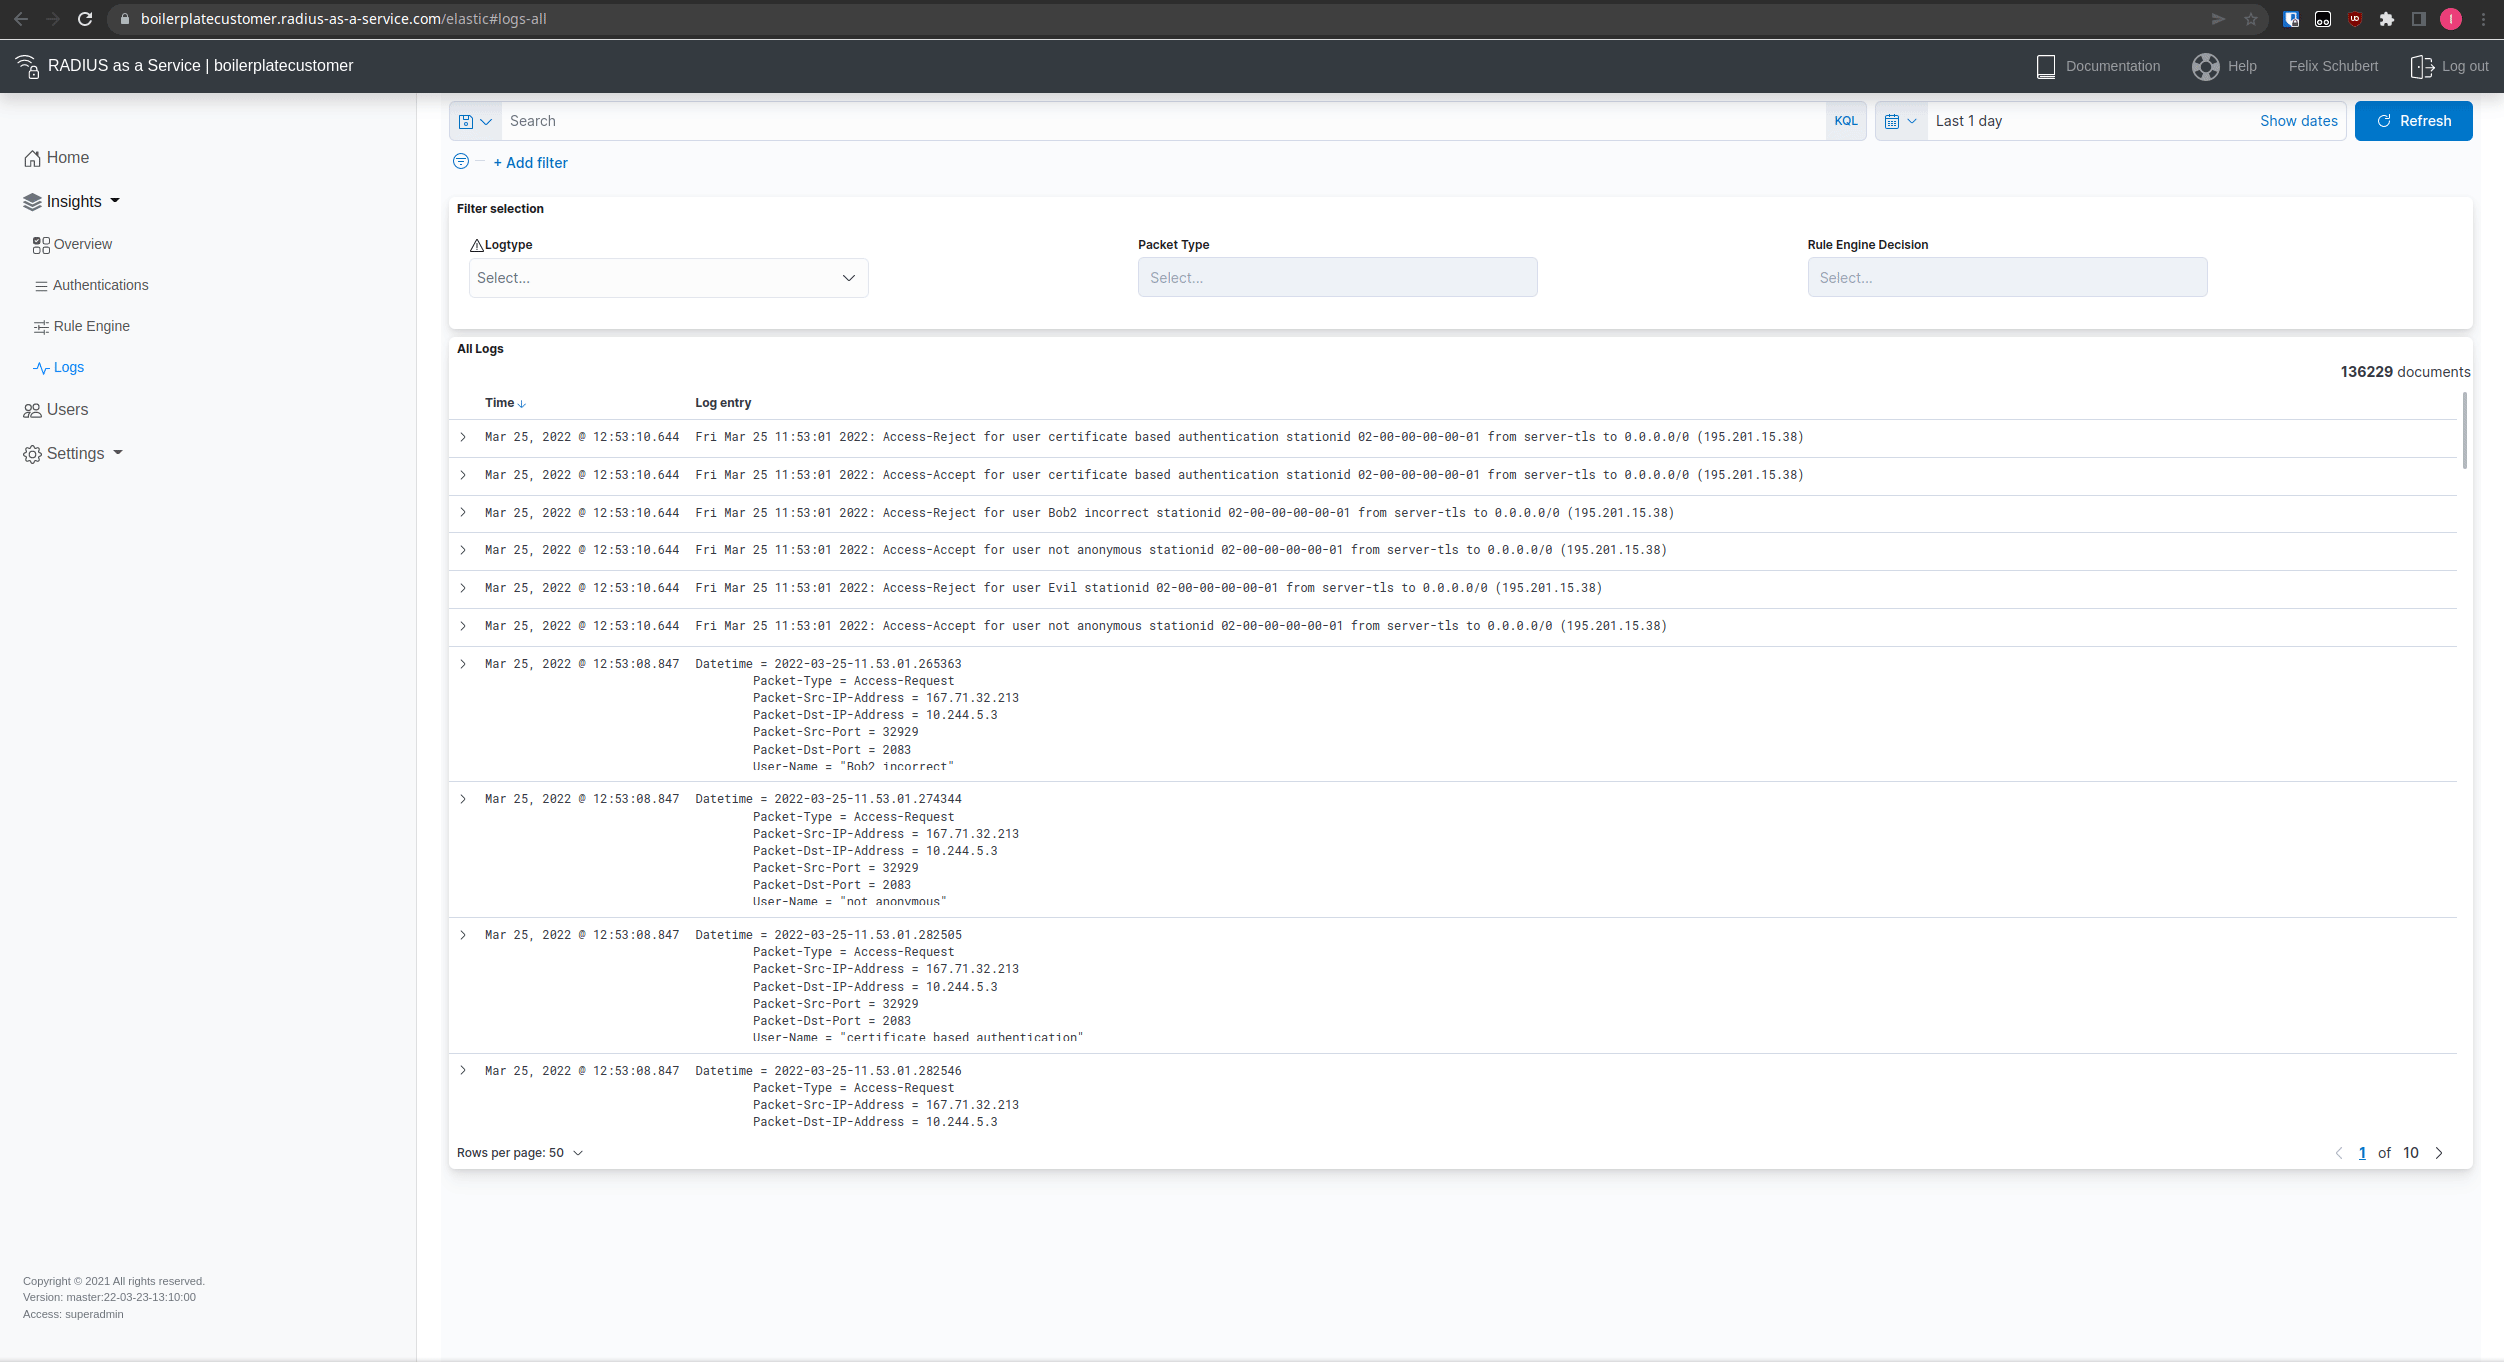 boilerplatecustomer.radius-as-a-service.com/elastic#logs-all
RADIUS as a Service | boilerplatecustomer
Documentation
Help
Felix Schubert
Log out
Home
Insights
Overview
Authentications
Rule Engine
Logs
Users
Settings
Search
KQL
Last 1 day
Show dates
Refresh
+ Add filter
Filter selection
Logtype
Packet Type
Rule Engine Decision
Select...
Select...
Select...
All Logs
136229 documents
Time Log entry
Mar 25, 2022 @ 12:53:10.644 Fri Mar 25 11:53:01 2022: Access-Reject for user certificate based authentication stationid 02-00-00-00-00-01 from server-tls to 0.0.0.0/0 (195.201.15.38)
Mar 25, 2022 @ 12:53:10.644 Fri Mar 25 11:53:01 2022: Access-Accept for user certificate based authentication stationid 02-00-00-00-00-01 from server-tls to 0.0.0.0/0 (195.201.15.38)
Mar 25, 2022 @ 12:53:10.644 Fri Mar 25 11:53:01 2022: Access-Reject for user Bob2 incorrect stationid 02-00-00-00-00-01 from server-tls to 0.0.0.0/0 (195.201.15.38)
Mar 25, 2022 @ 12:53:10.644 Fri Mar 25 11:53:01 2022: Access-Accept for user not anonymous stationid 02-00-00-00-00-01 from server-tls to 0.0.0.0/0 (195.201.15.38)
Mar 25, 2022 @ 12:53:10.644 Fri Mar 25 11:53:01 2022: Access-Reject for user Evil stationid 02-00-00-00-00-01 from server-tls to 0.0.0.0/0 (195.201.15.38)
Mar 25, 2022 @ 12:53:10.644 Fri Mar 25 11:53:01 2022: Access-Accept for user not anonymous stationid 02-00-00-00-00-01 from server-tls to 0.0.0.0/0 (195.201.15.38)
Mar 25, 2022 @ 12:53:08.847 Datetime = 2022-03-25-11.53.01.265363
Packet-Type = Access-Request
Packet-Src-IP-Address = 167.71.32.213
Packet-Dst-IP-Address = 10.244.5.3
Packet-Src-Port = 32929
Packet-Dst-Port = 2083
User-Name = "Bob2 incorrect"
Mar 25, 2022 @ 12:53:08.847 Datetime = 2022-03-25-11.53.01.274344
Packet-Type = Access-Request
Packet-Src-IP-Address = 167.71.32.213
Packet-Dst-IP-Address = 10.244.5.3
Packet-Src-Port = 32929
Packet-Dst-Port = 2083
User-Name = "not anonymous"
Mar 25, 2022 @ 12:53:08.847 Datetime = 2022-03-25-11.53.01.282505
Packet-Type = Access-Request
Packet-Src-IP-Address = 167.71.32.213
Packet-Dst-IP-Address = 10.244.5.3
Packet-Src-Port = 32929
Packet-Dst-Port = 2083
User-Name = "certificate based authentication"
Mar 25, 2022 @ 12:53:08.847 Datetime = 2022-03-25-11.53.01.282546
Packet-Type = Access-Request
Packet-Src-IP-Address = 167.71.32.213
Packet-Dst-IP-Address = 10.244.5.3
Rows per page: 50
1 of 10
Copyright © 2021 All rights reserved.
Version: master:22-03-23-13:10:00
Access: superadmin